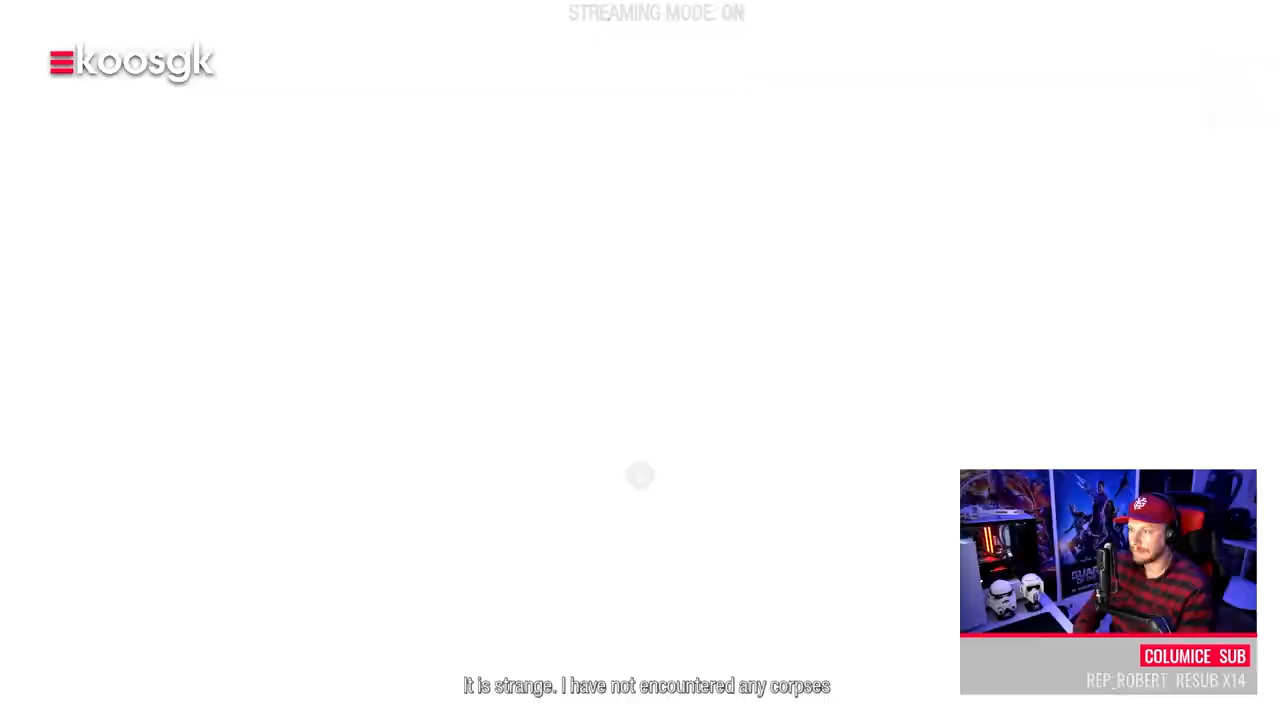 STREAMING MODE: ON
koosgk
It is strange. I have not encountered any corpses
COLUMICE SUB
REP_ROBERT RESUB X14